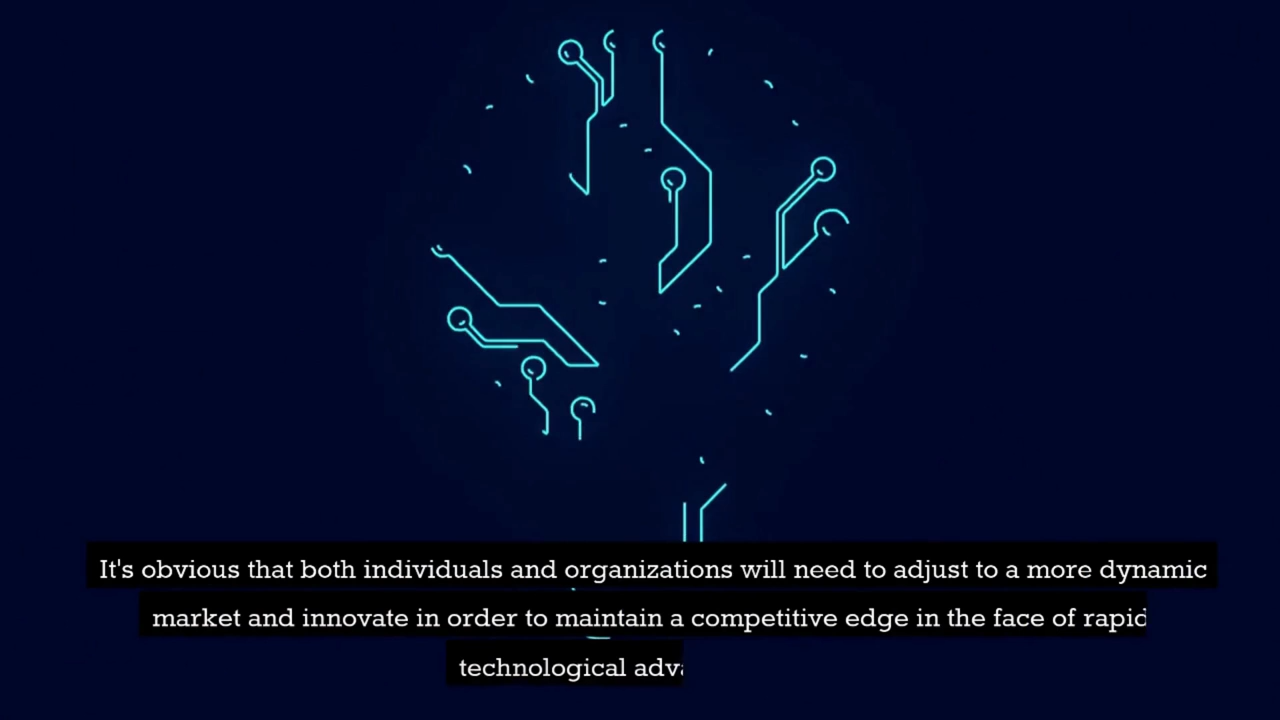 It's obvious that both individuals and organizations will need to adjust to a more dynamic
market and innovate in order to maintain a competitive edge in the face of rapid
technological